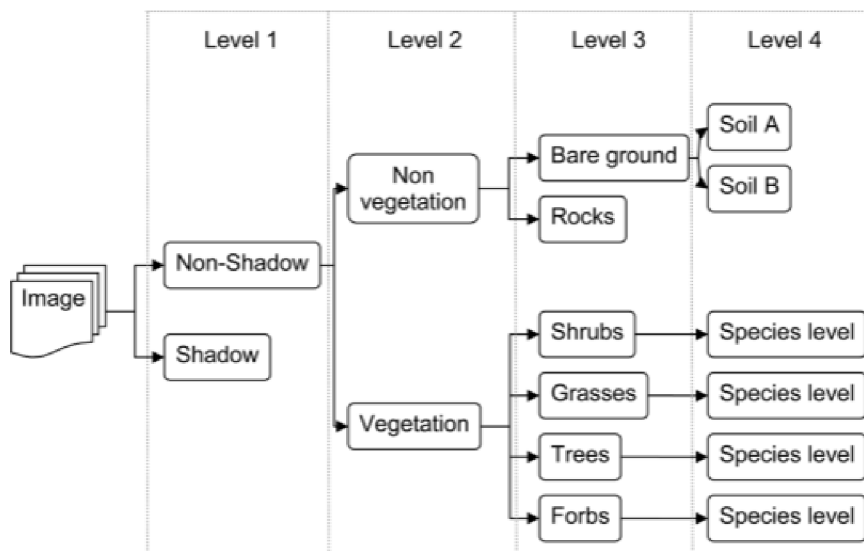 Level 1
Level 2
Level 3
Level 4
Image
Non-Shadow
Shadow
Non
vegetation
Vegetation
Bare ground
Rocks
Shrubs
Grasses
Trees
Forbs
Soil A
Soil B
Species level
Species level
Species level
Species level